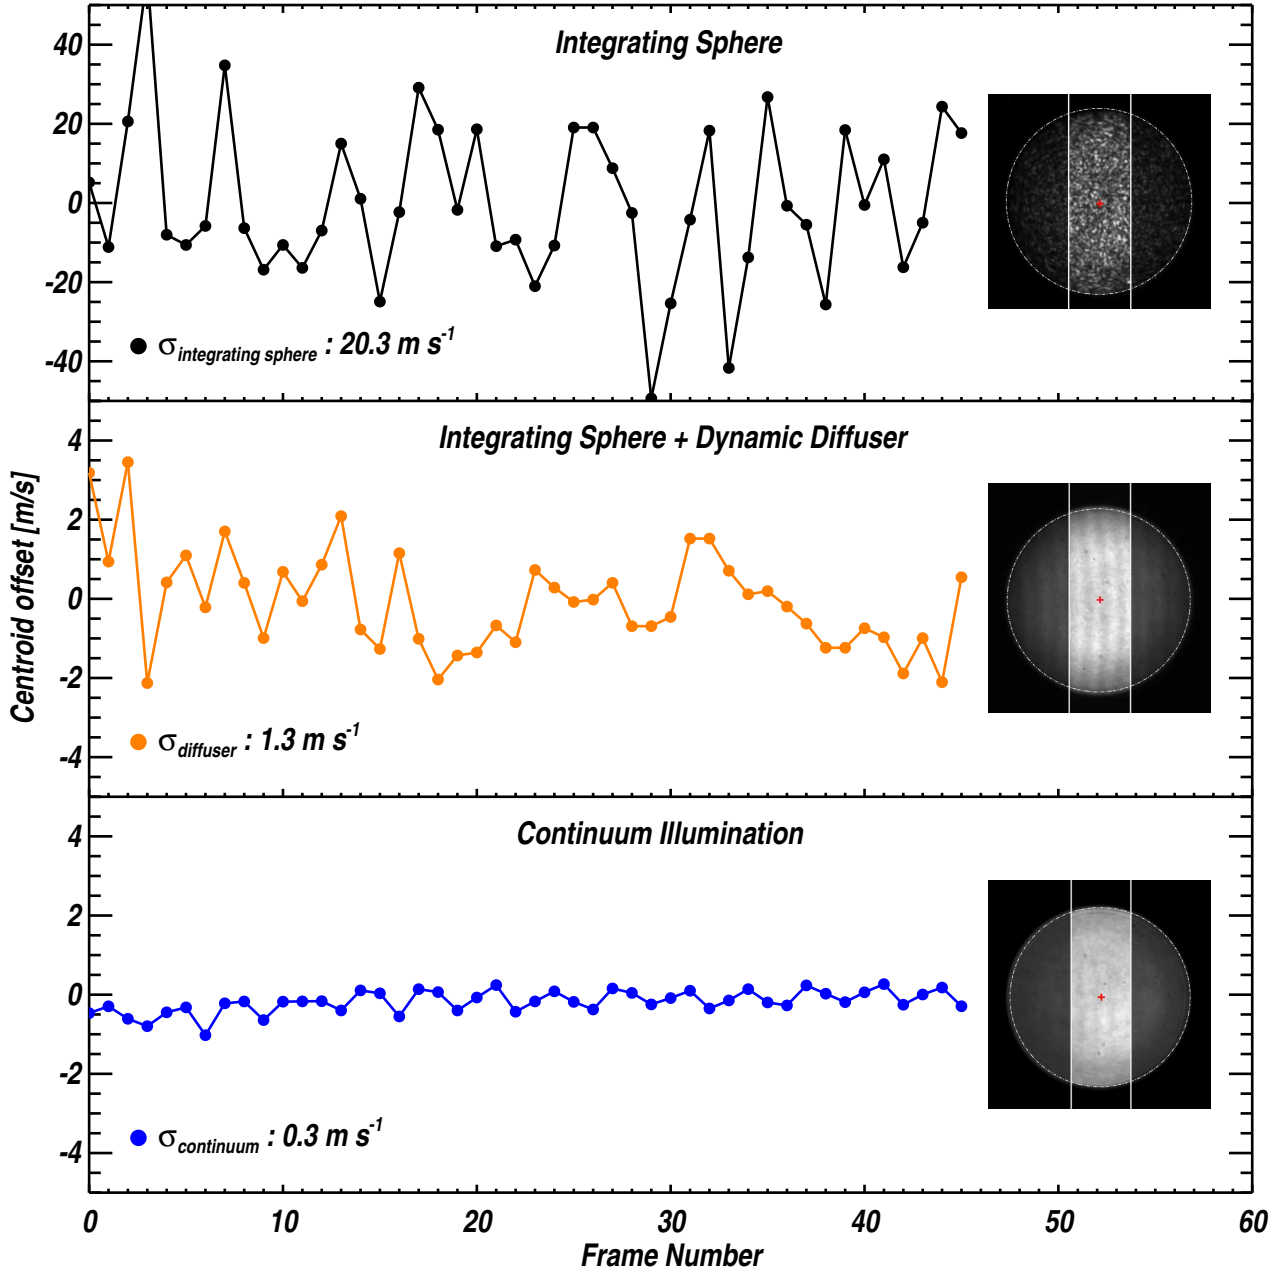 Integrating Sphere
40
20
0
-20
-40
σintegrating sphere : 20.3 m s-1
Integrating Sphere + Dynamic Diffuser
4
2
0
-2
-4
σdiffuser : 1.3 m s-1
Centroid offset [m/s]
Continuum Illumination
4
2
0
-2
-4
σcontinuum : 0.3 m s-1
0 10 20 30 40 50 60
Frame Number